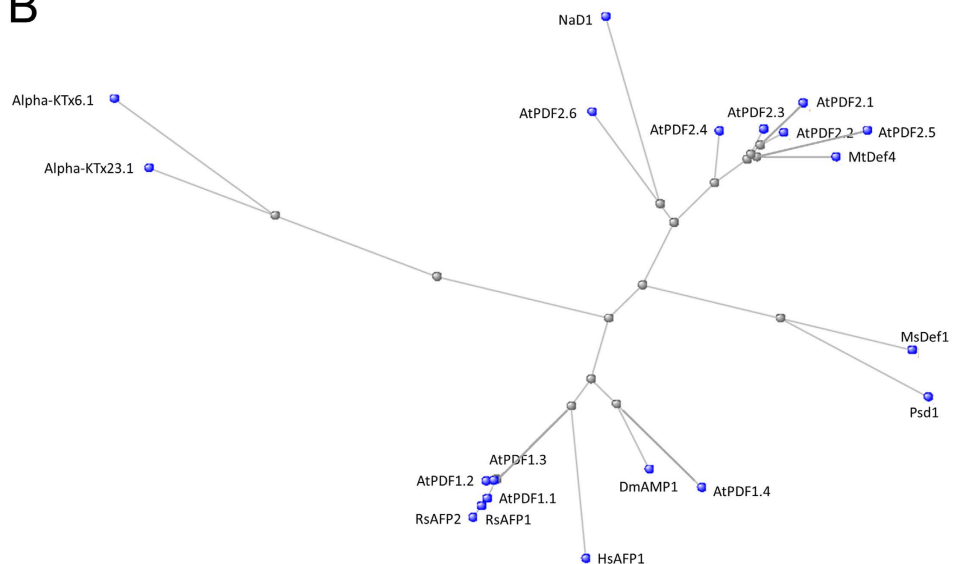 B
NaD1
Alpha-KTx6.1
AtPDF2.6
AtPDF2.3
AtPDF2.1
AtPDF2.4
AtPDF2.2
AtPDF2.5
MtDef4
Alpha-KTx23.1
MsDef1
Psd1
AtPDF1.3
AtPDF1.2
AtPDF1.1
DmAMP1
AtPDF1.4
RsAFP2
RsAFP1
HsAFP1